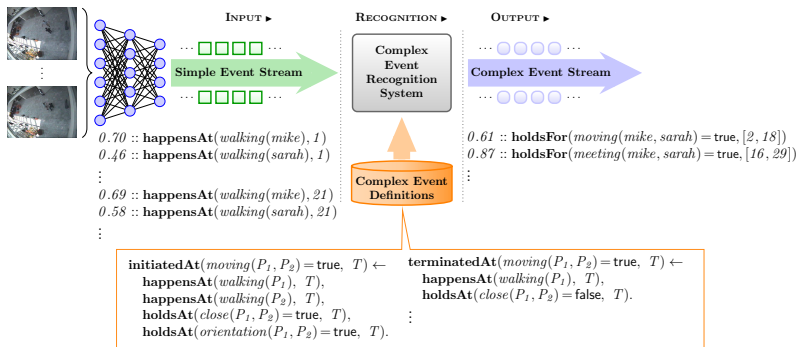 INPUT ▸
RECOGNITION ▸
OUTPUT ▸
Simple Event Stream
Complex
Event
Recognition
System
Complex Event Stream
0.70 :: happensAt(walking(mike), 1)
0.46 :: happensAt(walking(sarah), 1)
⋮
0.69 :: happensAt(walking(mike), 21)
0.58 :: happensAt(walking(sarah), 21)
⋮
Complex Event
Definitions
0.61 :: holdsFor(moving(mike, sarah) = true, [2, 18])
0.87 :: holdsFor(meeting(mike, sarah) = true, [16, 29])
⋮
initiatedAt(moving(P₁, P₂) = true, T) ←
happensAt(walking(P₁), T),
happensAt(walking(P₂), T),
holdsAt(close(P₁, P₂) = true, T),
holdsAt(orientation(P₁, P₂) = true, T).
terminatedAt(moving(P₁, P₂) = true, T) ←
happensAt(walking(P₁), T),
holdsAt(close(P₁, P₂) = false, T).
⋮